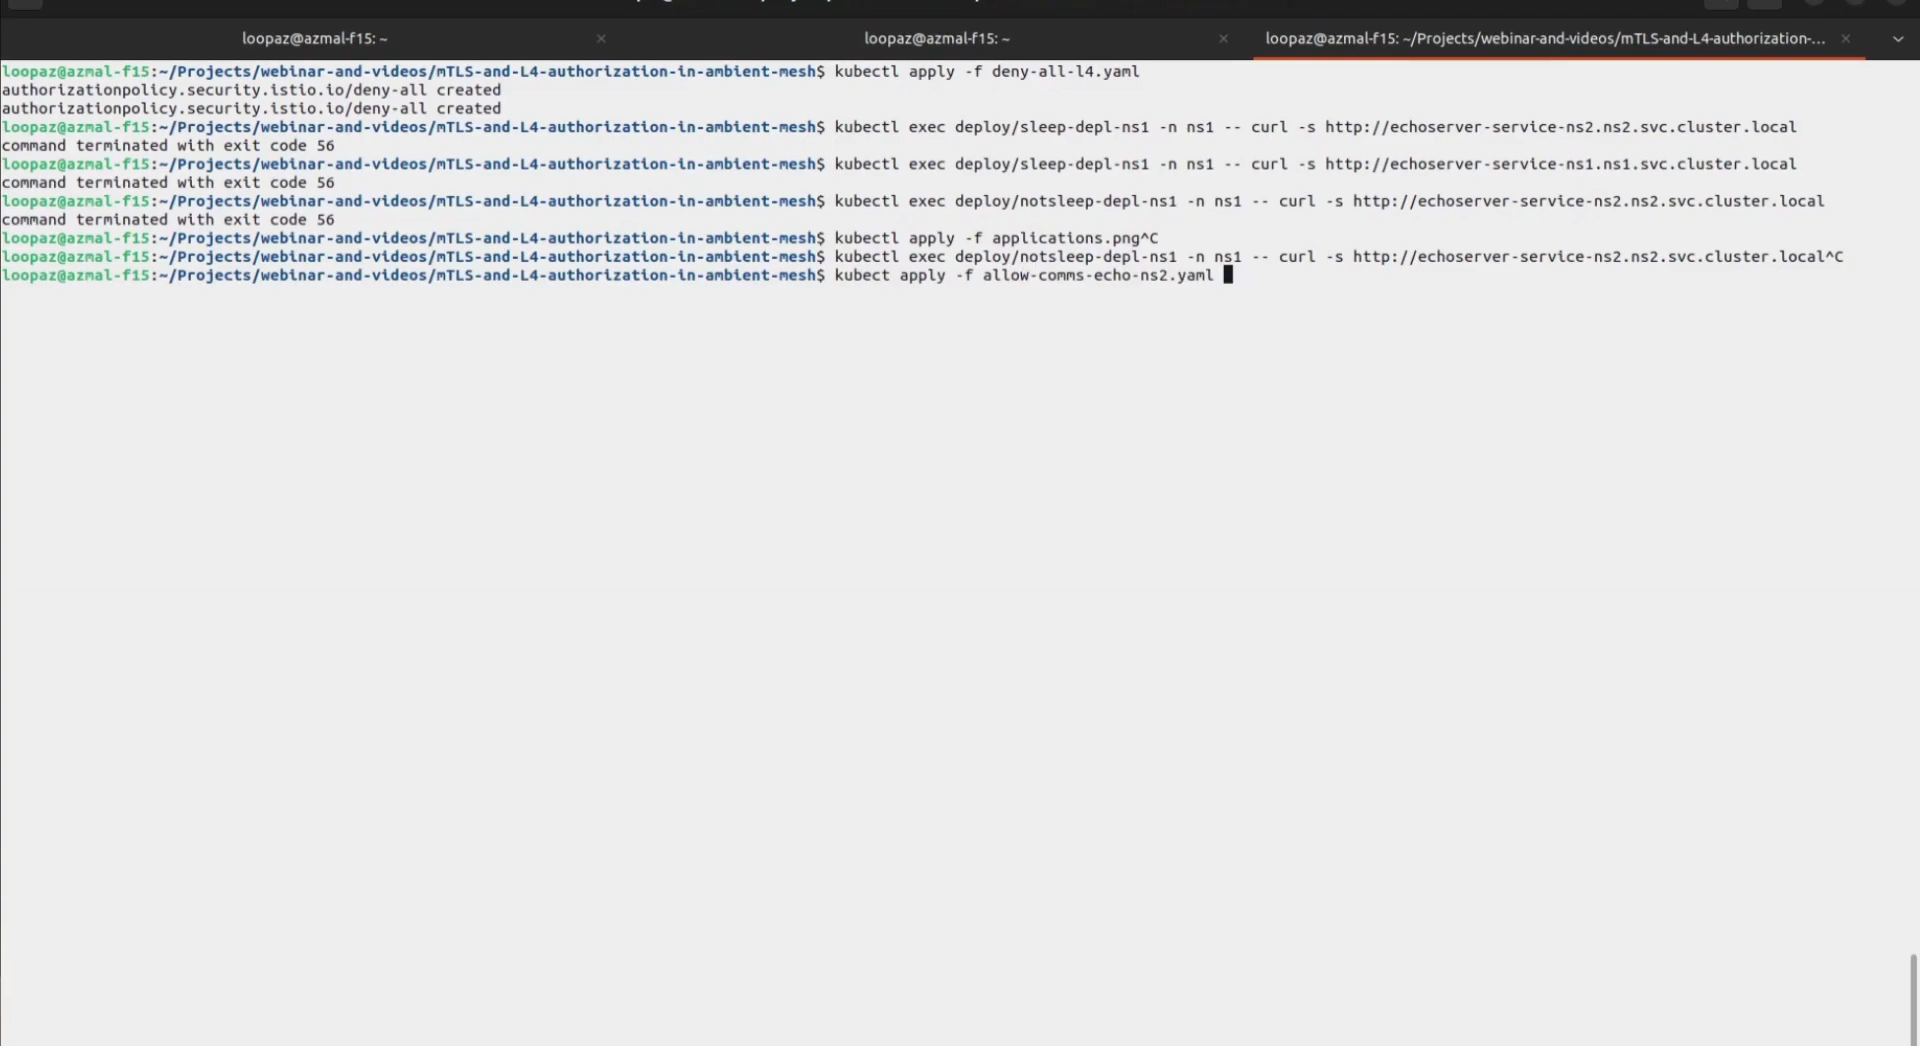 loopaz@azmal-f15: ~ × loopaz@azmal-f15: ~ × loopaz@azmal-f15: ~/Projects/webinar-and-videos/mTLS-and-L4-authorization-... ×
loopaz@azmal-f15:~/Projects/webinar-and-videos/mTLS-and-L4-authorization-in-ambient-mesh$ kubectl apply -f deny-all-l4.yaml
authorizationpolicy.security.istio.io/deny-all created
authorizationpolicy.security.istio.io/deny-all created
loopaz@azmal-f15:~/Projects/webinar-and-videos/mTLS-and-L4-authorization-in-ambient-mesh$ kubectl exec deploy/sleep-depl-ns1 -n ns1 -- curl -s http://echoserver-service-ns2.ns2.svc.cluster.local
command terminated with exit code 56
loopaz@azmal-f15:~/Projects/webinar-and-videos/mTLS-and-L4-authorization-in-ambient-mesh$ kubectl exec deploy/sleep-depl-ns1 -n ns1 -- curl -s http://echoserver-service-ns1.ns1.svc.cluster.local
command terminated with exit code 56
loopaz@azmal-f15:~/Projects/webinar-and-videos/mTLS-and-L4-authorization-in-ambient-mesh$ kubectl exec deploy/notsleep-depl-ns1 -n ns1 -- curl -s http://echoserver-service-ns2.ns2.svc.cluster.local
command terminated with exit code 56
loopaz@azmal-f15:~/Projects/webinar-and-videos/mTLS-and-L4-authorization-in-ambient-mesh$ kubectl apply -f applications.png^C
loopaz@azmal-f15:~/Projects/webinar-and-videos/mTLS-and-L4-authorization-in-ambient-mesh$ kubectl exec deploy/notsleep-depl-ns1 -n ns1 -- curl -s http://echoserver-service-ns2.ns2.svc.cluster.local^C
loopaz@azmal-f15:~/Projects/webinar-and-videos/mTLS-and-L4-authorization-in-ambient-mesh$ kubect apply -f allow-comms-echo-ns2.yaml